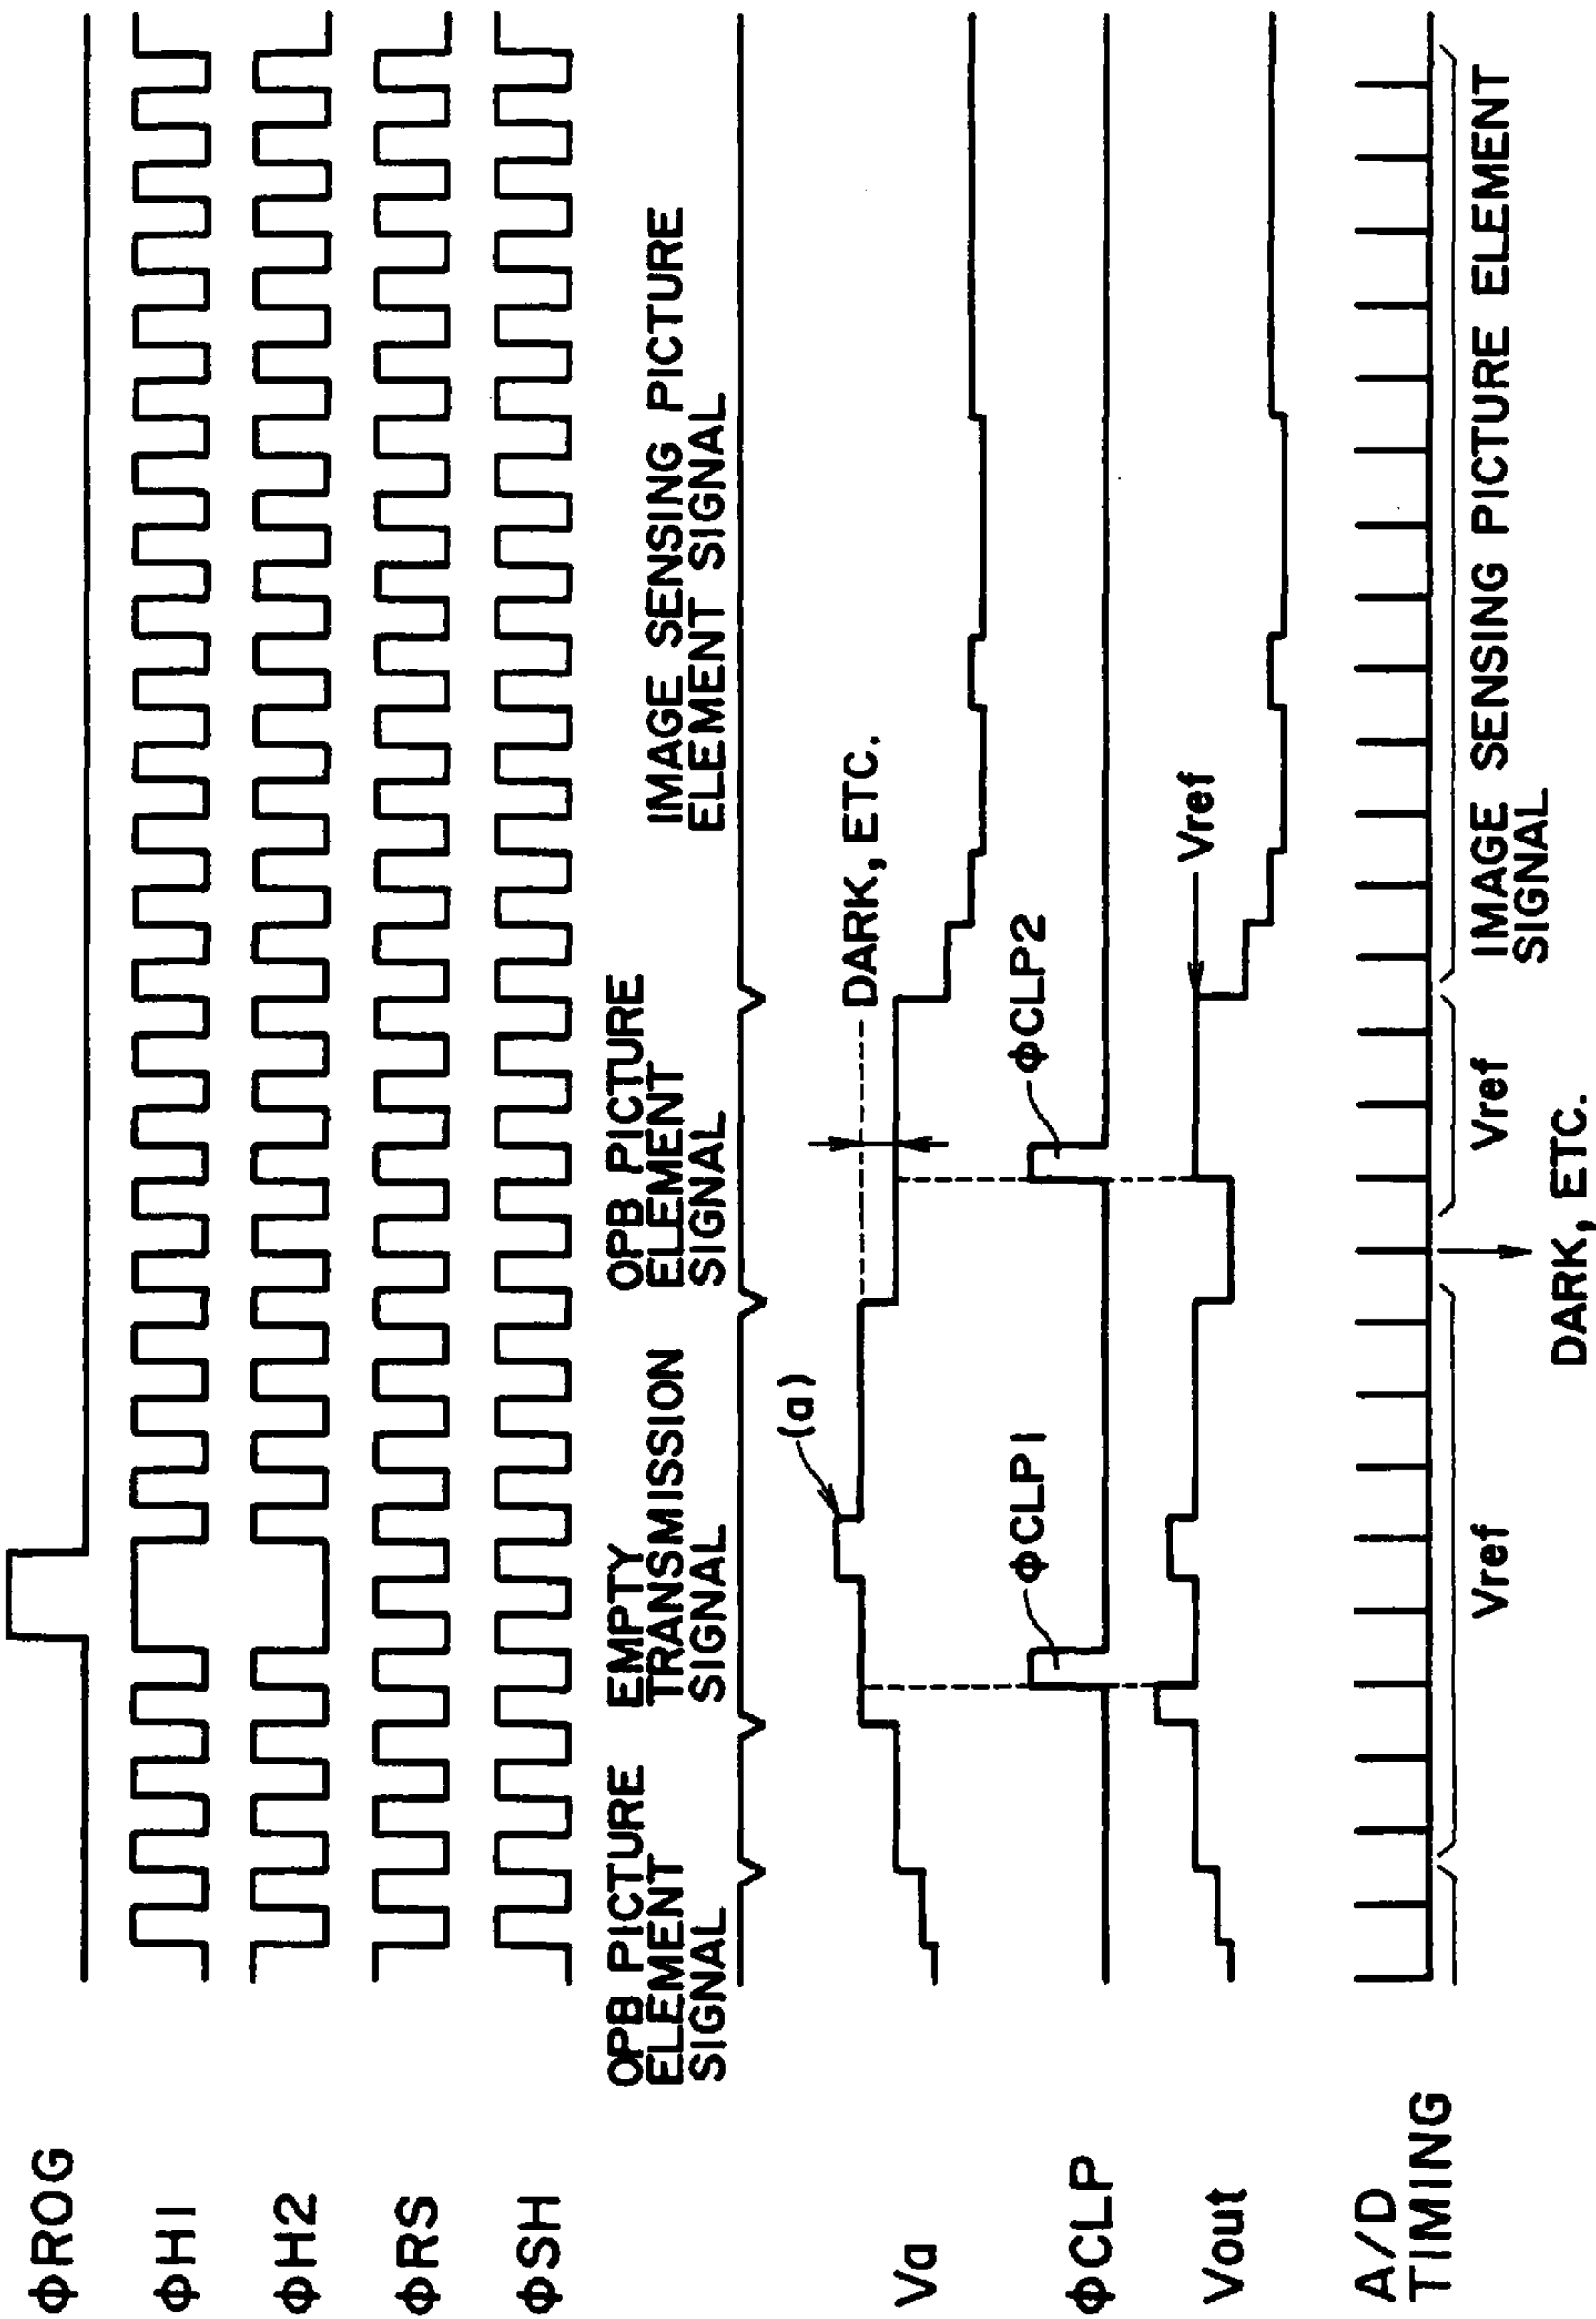 ΦROG
ΦH1
ΦH2
ΦRS
ΦSH
OPB PICTURE
ELEMENT
SIGNAL
EMPTY
TRANSMISSION
SIGNAL
OPB PICTURE
ELEMENT
SIGNAL
IMAGE SENSING PICTURE
ELEMENT SIGNAL
Va
(a)
DARK, ETC.
ΦCLP
ΦCLP1
ΦCLP2
Vout
Vref
A/D
TIMING
Vref
DARK, ETC.
Vref
IMAGE SENSING PICTURE ELEMENT
SIGNAL